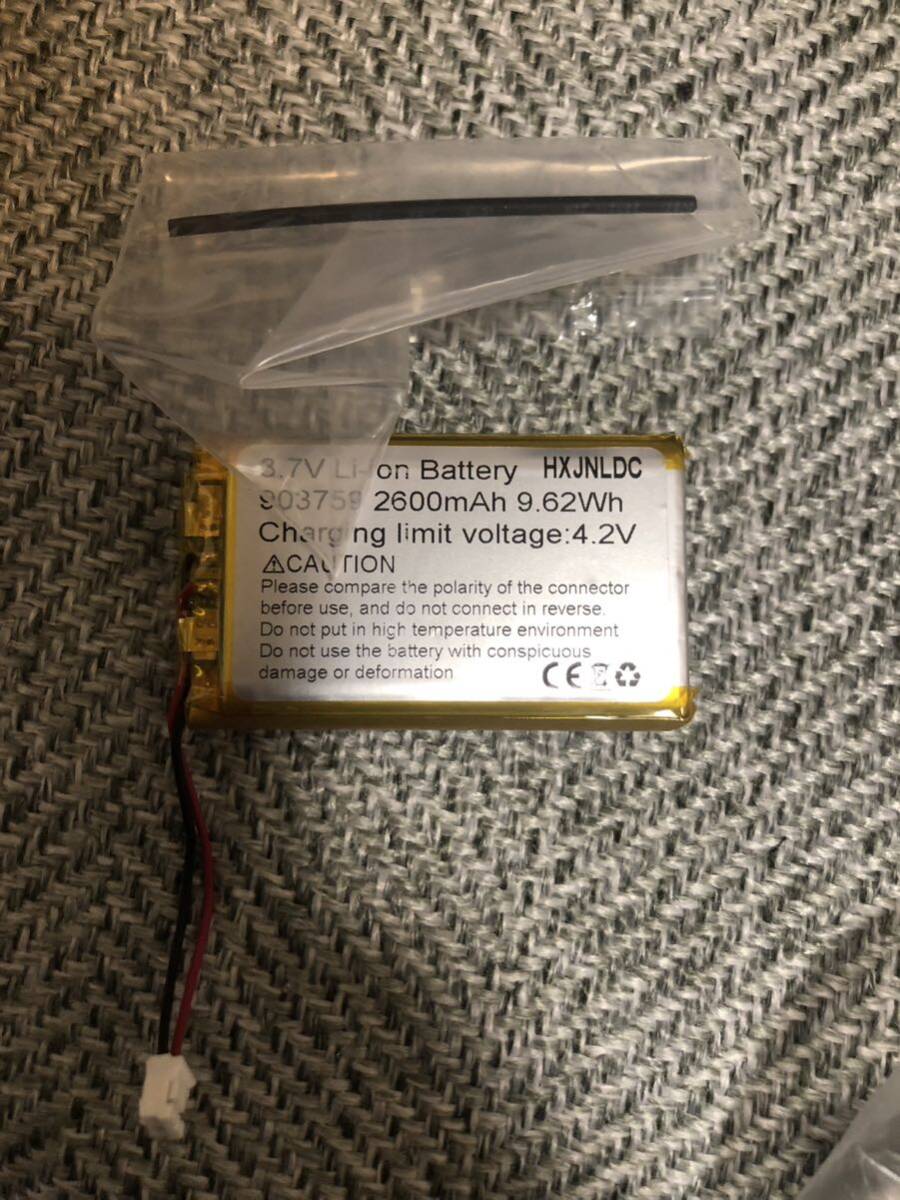 3.7V Li-ion Battery HXJNLDC
903759 2600mAh 9.62Wh
Charging limit voltage:4.2V
⚠CAUTION
Please compare the polarity of the connector
before use, and do not connect in reverse.
Do not put in high temperature environment
Do not use the battery with conspicuous
damage or deformation
CE